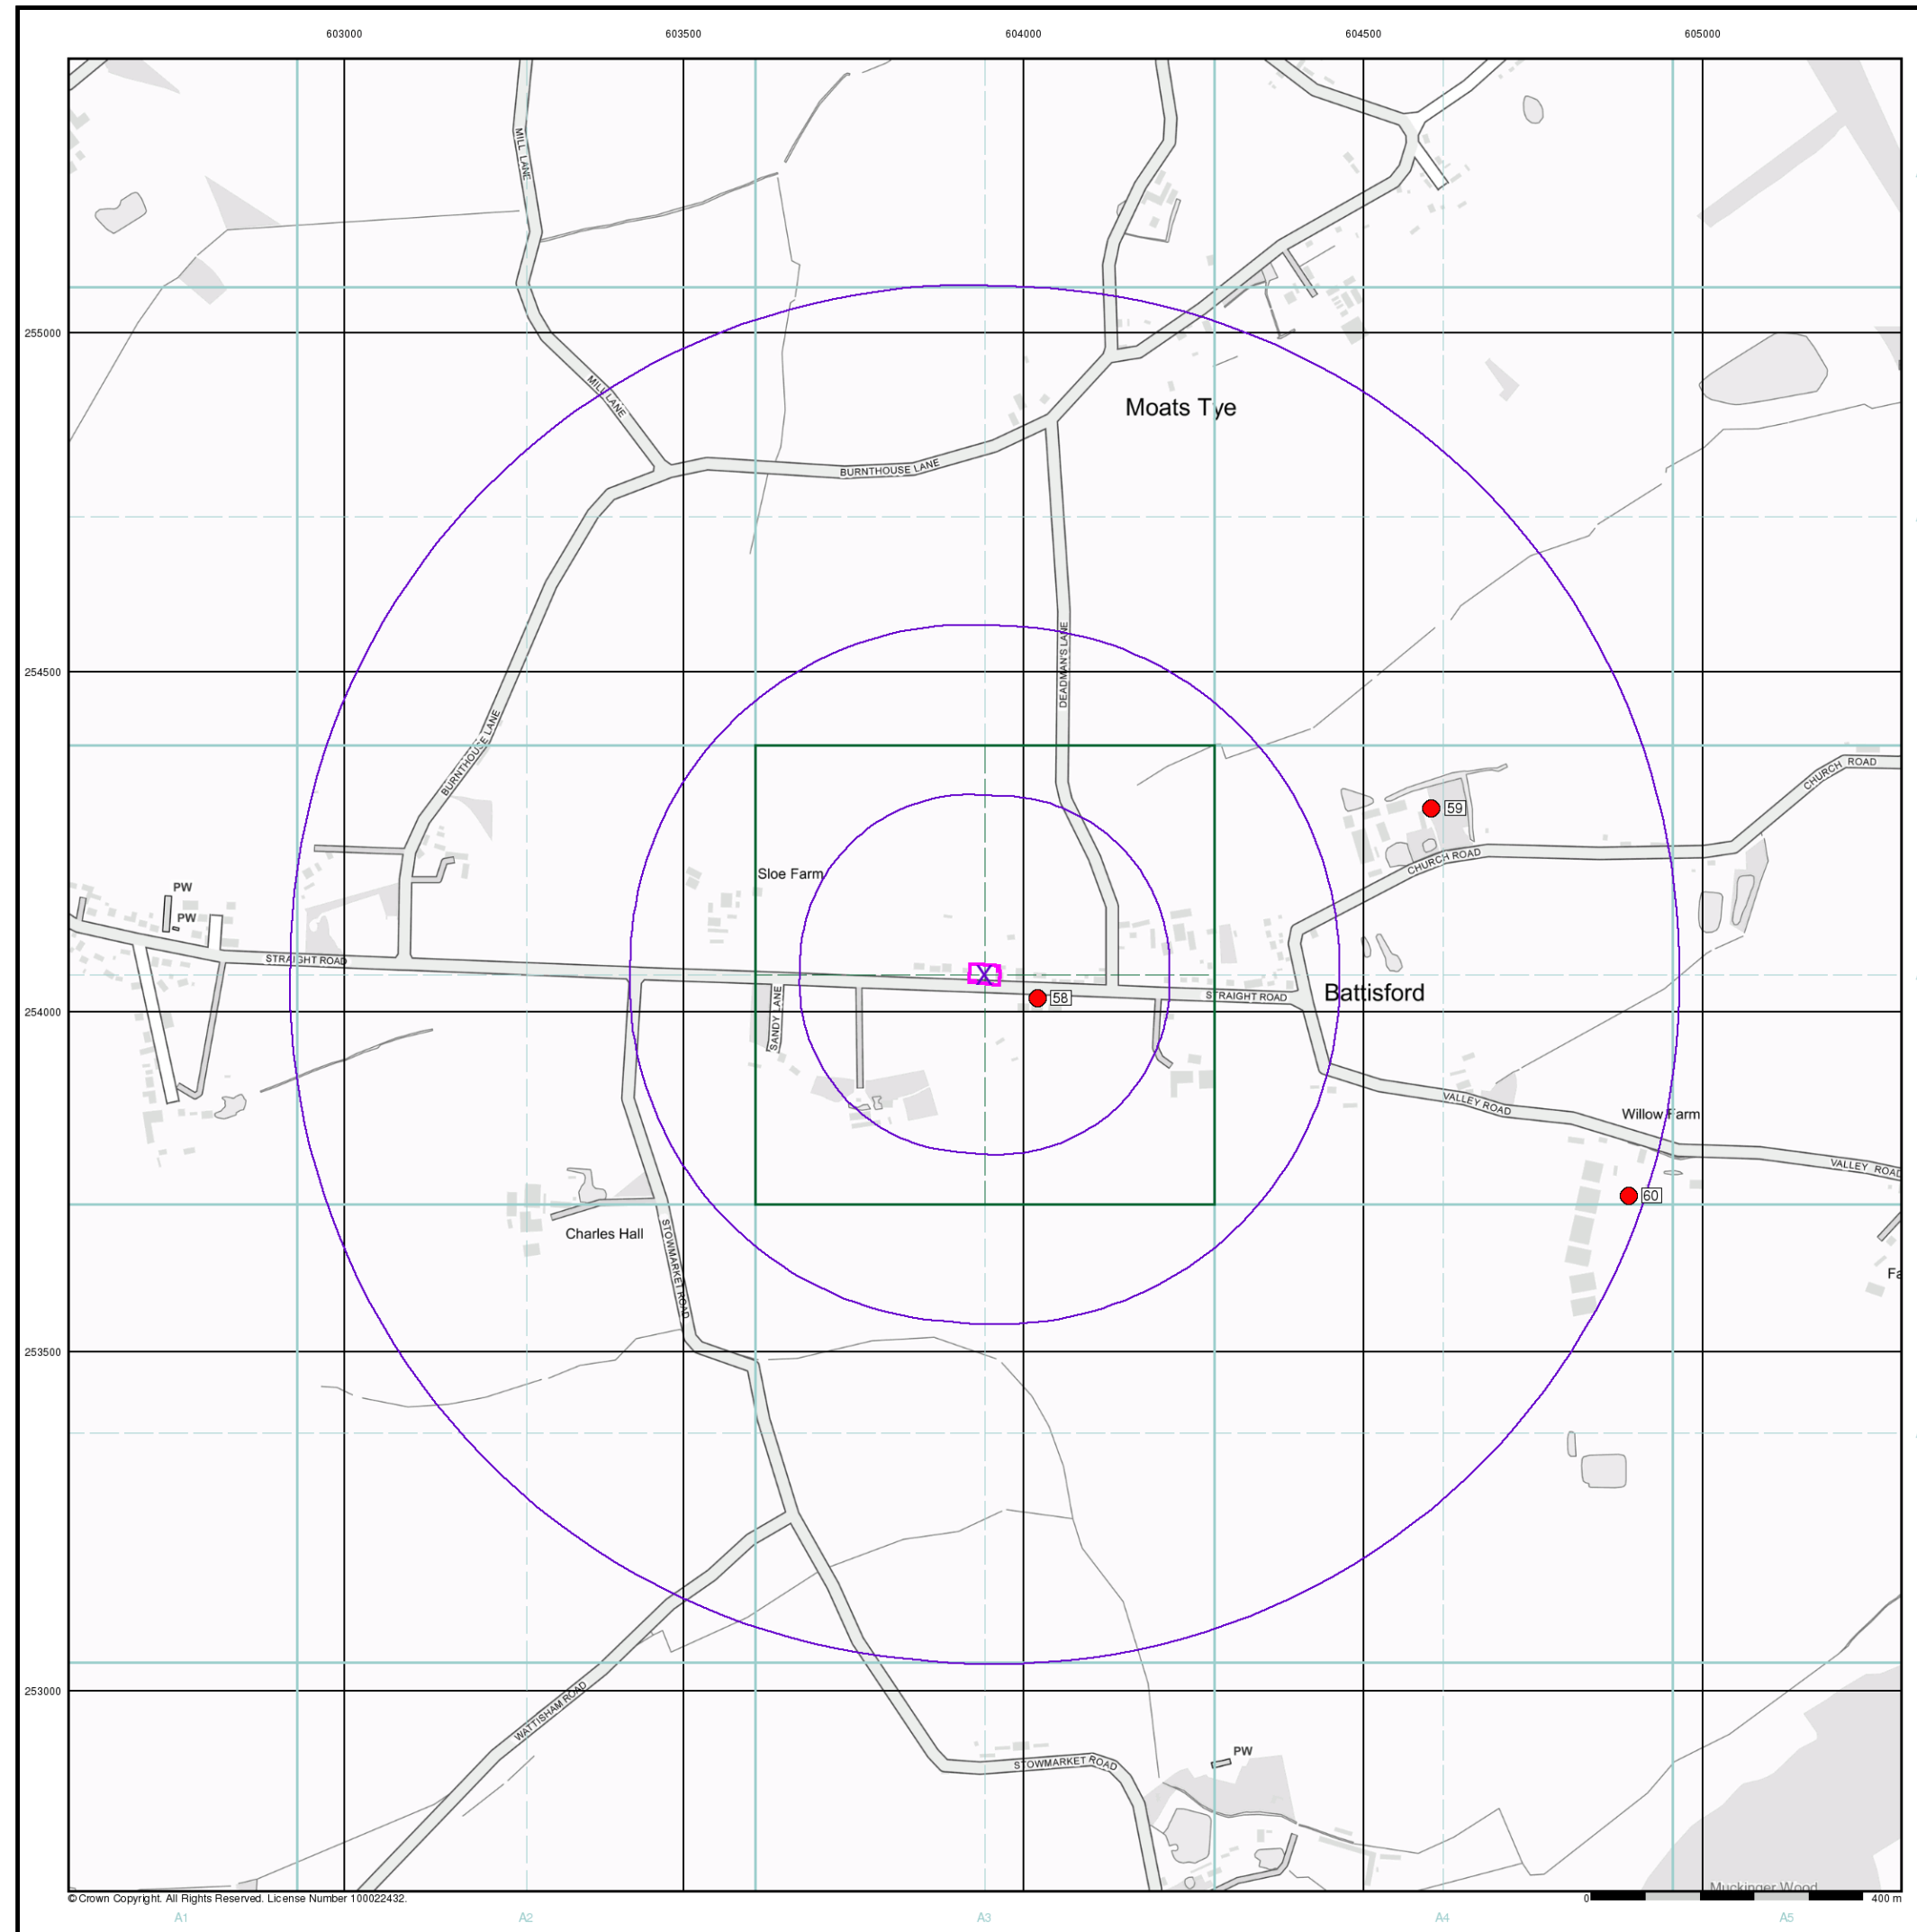 603000 603500 604000 604500 605000
MILL LANE
255000
MILL LANE
Moats Tye
BURNTHOUSE LANE
254500
DEADMAN'S LANE
BURNTHOUSE LANE
CHURCH ROAD
59
CHURCH ROAD
Sloe Farm
PW
PW
STRAIGHT ROAD
Battisford
STRAIGHT ROAD
58
254000
SANDY LANE
VALLEY ROAD
Willow Farm
VALLEY ROAD
60
Charles Hall
STOWMARKET ROAD
Fa
253500
253000
WATTISHAM ROAD
PW
STOWMARKET ROAD
Muckinger Wood
© Crown Copyright. All Rights Reserved. License Number 100022432.
0 400 m
A1 A2 A3 A4 A5